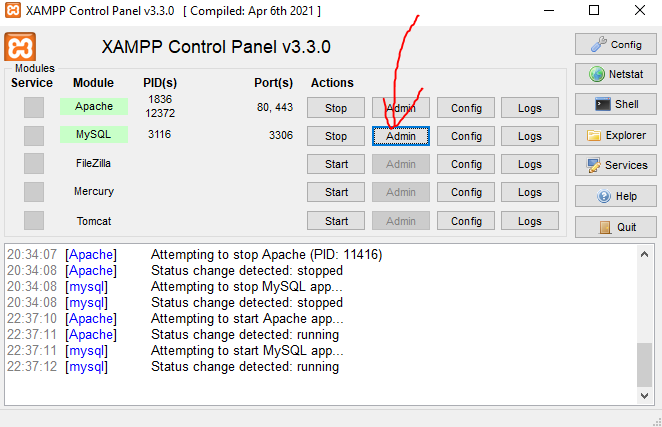 XAMPP Control Panel v3.3.0 [ Compiled: Apr 6th 2021 ]
XAMPP Control Panel v3.3.0
Config
Modules
Service Module PID(s) Port(s) Actions
Netstat
Apache 1836 12372 80, 443 Stop Admin Config Logs
Shell
MySQL 3116 3306 Stop Admin Config Logs
Explorer
FileZilla Start Admin Config Logs
Services
Mercury Start Admin Config Logs
Help
Tomcat Start Admin Config Logs
Quit
20:34:07 [Apache] Attempting to stop Apache (PID: 11416)
20:34:08 [Apache] Status change detected: stopped
20:34:08 [mysql] Attempting to stop MySQL app...
20:34:08 [mysql] Status change detected: stopped
22:37:10 [Apache] Attempting to start Apache app...
22:37:11 [Apache] Status change detected: running
22:37:11 [mysql] Attempting to start MySQL app...
22:37:12 [mysql] Status change detected: running